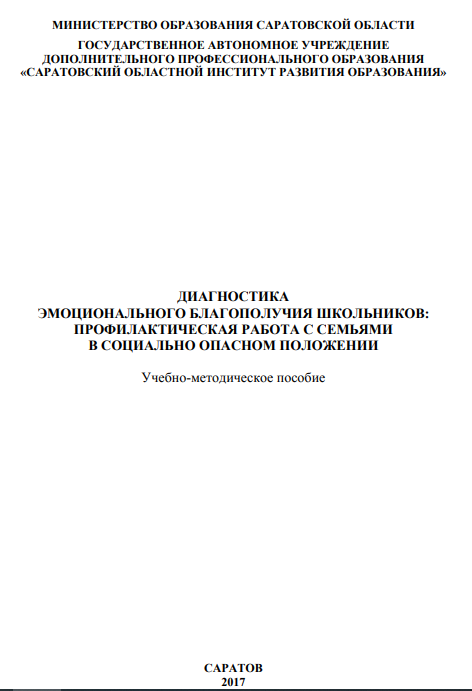 МИНИСТЕРСТВО ОБРАЗОВАНИЯ САРАТОВСКОЙ ОБЛАСТИ
ГОСУДАРСТВЕННОЕ АВТОНОМНОЕ УЧРЕЖДЕНИЕ
ДОПОЛНИТЕЛЬНОГО ПРОФЕССИОНАЛЬНОГО ОБРАЗОВАНИЯ
«САРАТОВСКИЙ ОБЛАСТНОЙ ИНСТИТУТ РАЗВИТИЯ ОБРАЗОВАНИЯ»
ДИАГНОСТИКА
ЭМОЦИОНАЛЬНОГО БЛАГОПОЛУЧИЯ ШКОЛЬНИКОВ:
ПРОФИЛАКТИЧЕСКАЯ РАБОТА С СЕМЬЯМИ
В СОЦИАЛЬНО ОПАСНОМ ПОЛОЖЕНИИ
Учебно-методическое пособие
САРАТОВ
2017